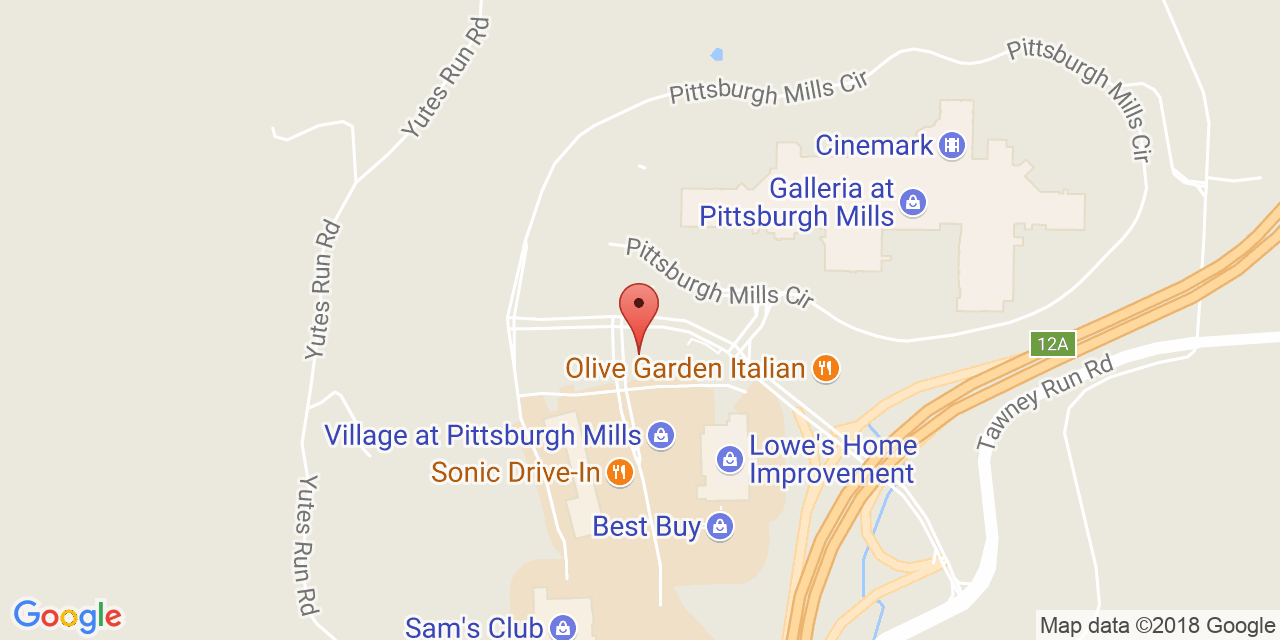 Yutes Run Rd
Pittsburgh Mills Cir
Pittsburgh Mills Cir
Cinemark
Galleria at
Pittsburgh Mills
Yutes Run Rd
Pittsburgh Mills Cir
12A
Olive Garden Italian
Tawney Run Rd
Village at Pittsburgh Mills
Lowe's Home
Improvement
Sonic Drive-In
Yutes Run Rd
Best Buy
Google
Sam's Club
Map data ©2018 Google